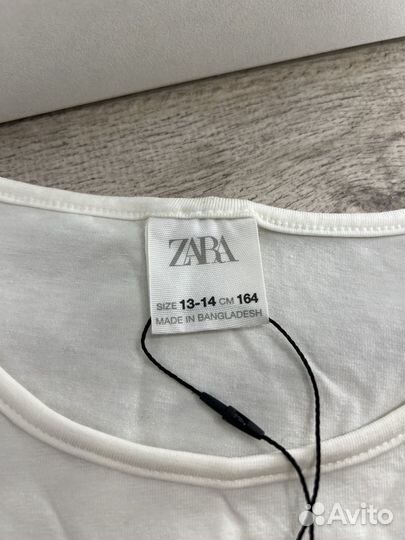 ZARA
SIZE 13-14 CM 164
MADE IN BANGLADESH
Avito